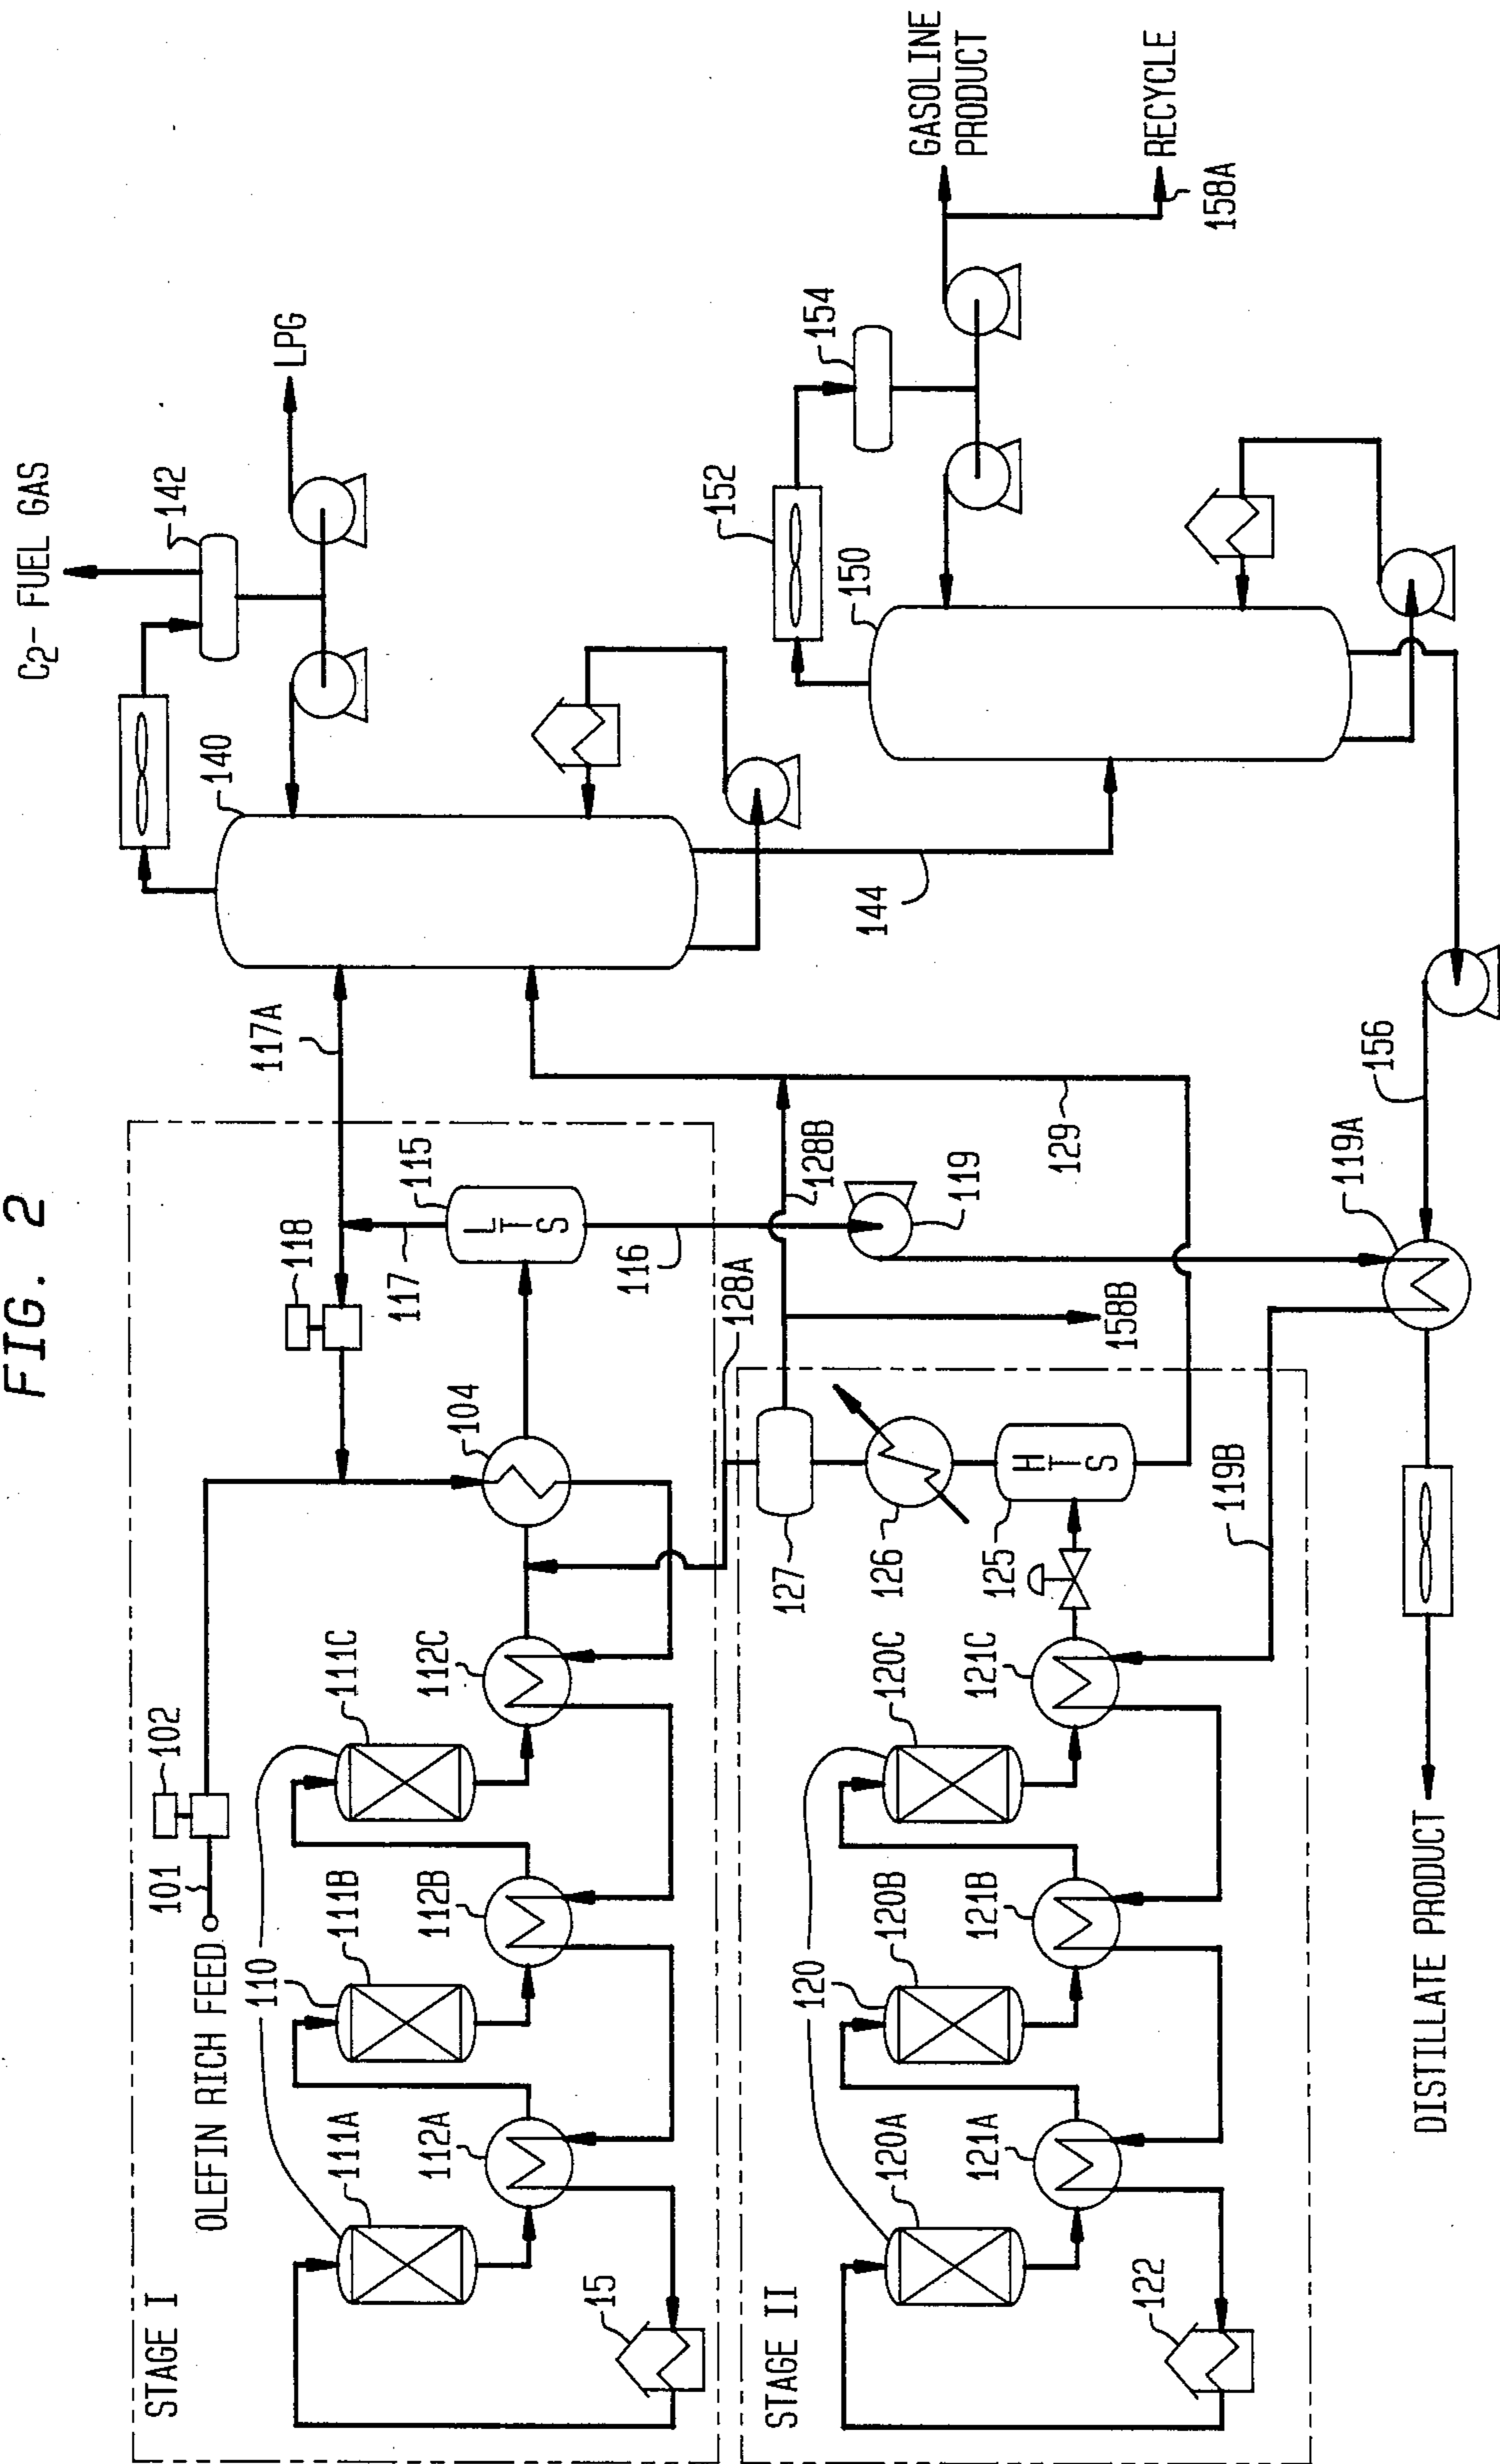 FIG. 2
STAGE I
OLEFIN RICH FEED
101
102
118
117A
117
115
LTS
104
116
110
111A
111B
111C
112A
112B
112C
15
C2- FUEL GAS
LPG
142
140
144
STAGE II
120
120A
120B
120C
121A
121B
121C
122
125
HTS
126
127
128A
128B
158B
129
119
119A
119B
156
150
152
154
GASOLINE
PRODUCT
RECYCLE
158A
DISTILLATE PRODUCT